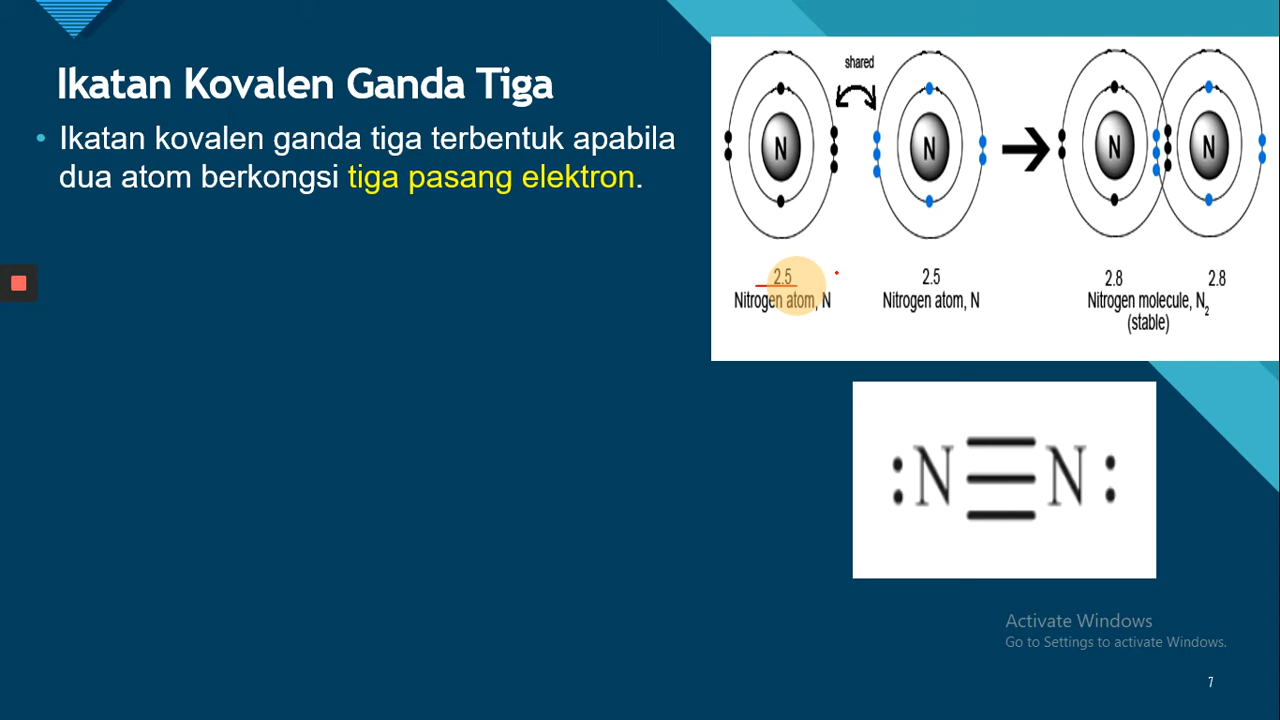 Ikatan Kovalen Ganda Tiga
• Ikatan kovalen ganda tiga terbentuk apabila
dua atom berkongsi tiga pasang elektron.
shared
N
N
N
N
2.5
Nitrogen atom, N
2.5
Nitrogen atom, N
2.8
2.8
Nitrogen molecule, N₂
(stable)
:N≡N:
Activate Windows
Go to Settings to activate Windows.
7